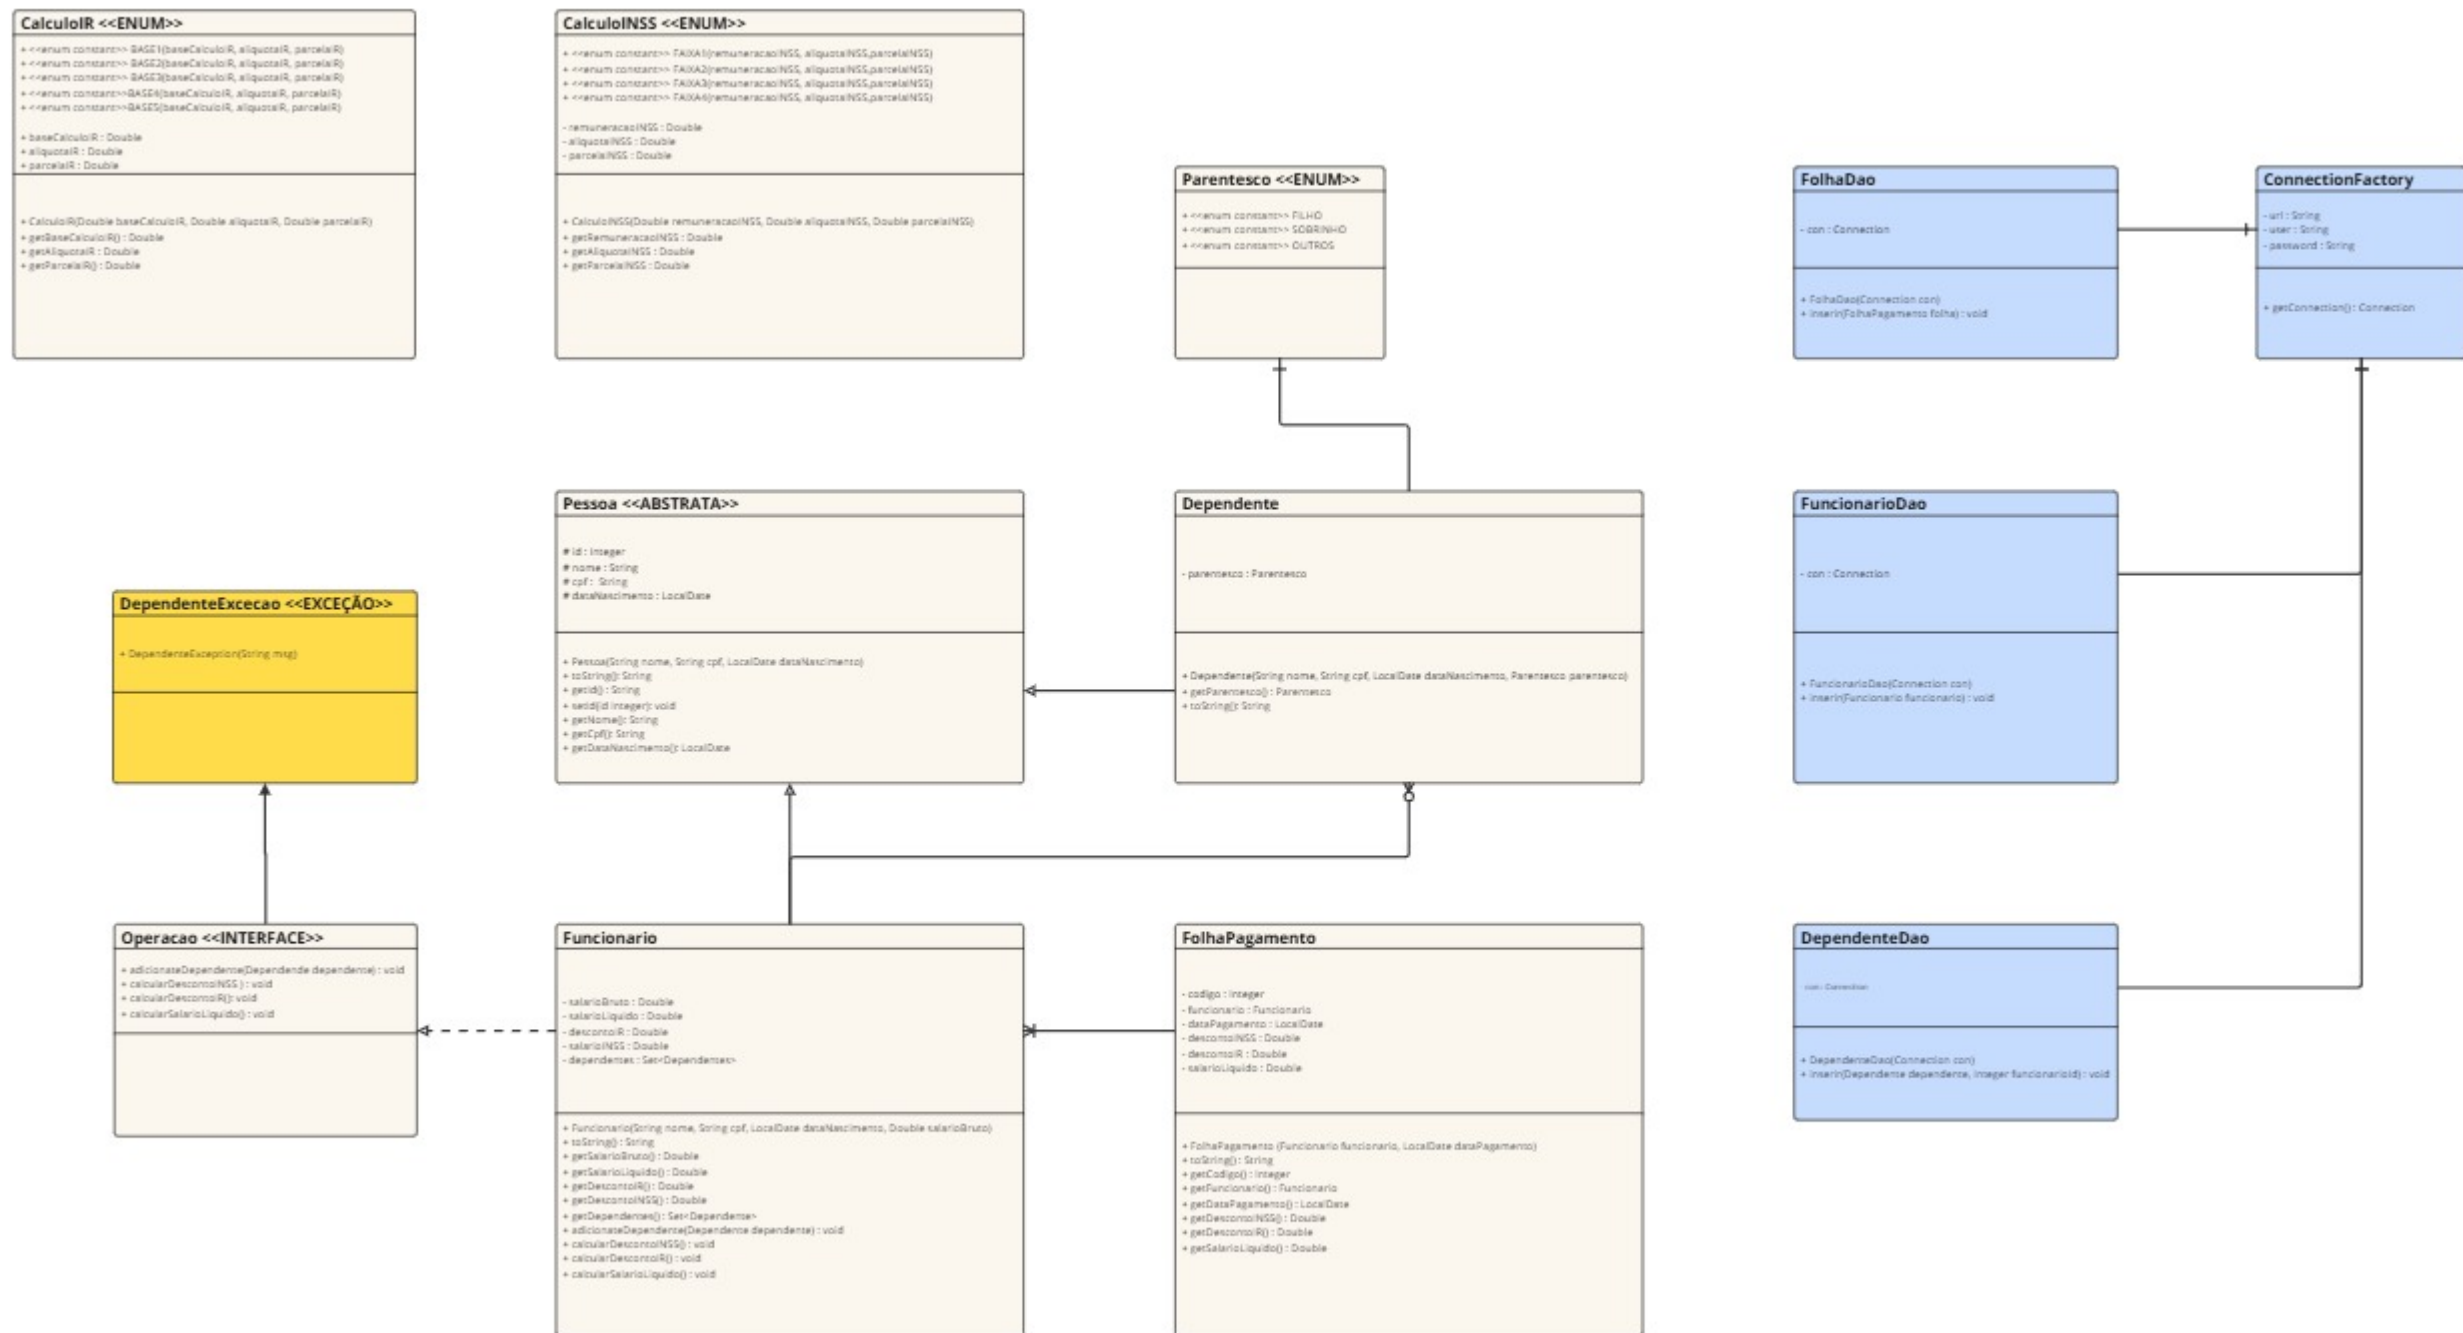 CalculoIR <<ENUM>>
+ <<enum constant>> BASE1(baseCalculoIR, aliquotaIR, parcelaIR)
+ <<enum constant>> BASE2(baseCalculoIR, aliquotaIR, parcelaIR)
+ <<enum constant>> BASE3(baseCalculoIR, aliquotaIR, parcelaIR)
+ <<enum constant>>BASE4(baseCalculoIR, aliquotaIR, parcelaIR)
+ <<enum constant>>BASE5(baseCalculoIR, aliquotaIR, parcelaIR)
+ baseCalculoIR : Double
+ aliquotaIR : Double
+ parcelaIR : Double
+ CalculoIR(Double baseCalculoIR, Double aliquotaIR, Double parcelaIR)
+ getBaseCalculoIR() : Double
+ getAliquotaIR : Double
+ getParcelaIR() : Double
CalculoINSS <<ENUM>>
+ <<enum constant>> FAIXA1(remuneracaoINSS, aliquotaINSS,parcelaINSS)
+ <<enum constant>> FAIXA2(remuneracaoINSS, aliquotaINSS,parcelaINSS)
+ <<enum constant>> FAIXA3(remuneracaoINSS, aliquotaINSS,parcelaINSS)
+ <<enum constant>> FAIXA4(remuneracaoINSS, aliquotaINSS,parcelaINSS)
- remuneracaoINSS : Double
- aliquotaINSS : Double
- parcelaINSS : Double
+ CalculoINSS(Double remuneracaoINSS, Double aliquotaINSS, Double parcelaINSS)
+ getRemuneracaoINSS : Double
+ getAliquotaINSS : Double
+ getParcelaINSS : Double
Parentesco <<ENUM>>
+ <<enum constant>> FILHO
+ <<enum constant>> SOBRINHO
+ <<enum constant>> OUTROS
FolhaDao
- con : Connection
+ FolhaDao(Connection con)
+ inserir(FolhaPagamento folha) : void
ConnectionFactory
- url : String
- user : String
- password : String
+ getConnection() : Connection
DependenteExcecao <<EXCEÇÃO>>
+ DependenteException(String msg)
Pessoa <<ABSTRATA>>
# id : Integer
# nome : String
# cpf : String
# dataNascimento : LocalDate
+ Pessoa(String nome, String cpf, LocalDate dataNascimento)
+ toString(): String
+ getId() : String
+ setId(id Integer): void
+ getNome(): String
+ getCpf(): String
+ getDataNascimento(): LocalDate
Dependente
- parentesco : Parentesco
+ Dependente(String nome, String cpf, LocalDate dataNascimento, Parentesco parentesco)
+ getParentesco() : Parentesco
+ toString(): String
FuncionarioDao
- con : Connection
+ FuncionarioDao(Connection con)
+ inserir(Funcionario funcionario) : void
Operacao <<INTERFACE>>
+ adicionateDependente(Dependende dependente) : void
+ calcularDescontoINSS ) : void
+ calcularDescontoIR(): void
+ calcularSalarioLiquido() : void
Funcionario
- salarioBruto : Double
- salarioLiquido : Double
- descontoIR : Double
- salarioINSS : Double
- dependentes : Set<Dependentes>
+ Funcionario(String nome, String cpf, LocalDate dataNascimento, Double salarioBruto)
+ toString() : String
+ getSalarioBruto() : Double
+ getSalarioLiquido() : Double
+ getDescontoIR() : Double
+ getDescontoINSS() : Double
+ getDependentes() : Set<Dependente>
+ adicionateDependente(Dependente dependente) : void
+ calcularDescontoINSS() : void
+ calcularDescontoIR() : void
+ calcularSalarioLiquido() : void
FolhaPagamento
- codigo : Integer
- funcionario : Funcionario
- dataPagamento : LocalDate
- descontoINSS : Double
- descontoIR : Double
- salarioLiquido : Double
+ FolhaPagamento (Funcionario funcionario, LocalDate dataPagamento)
+ toString() : String
+ getCodigo() : Integer
+ getFuncionario() : Funcionario
+ getDataPagamento() : LocalDate
+ getDescontoINSS() : Double
+ getDescontoIR() : Double
+ getSalarioLiquido() : Double
DependenteDao
- con : Connection
+ DependenteDao(Connection con)
+ inserir(Dependente dependente, Integer funcionarioId) : void